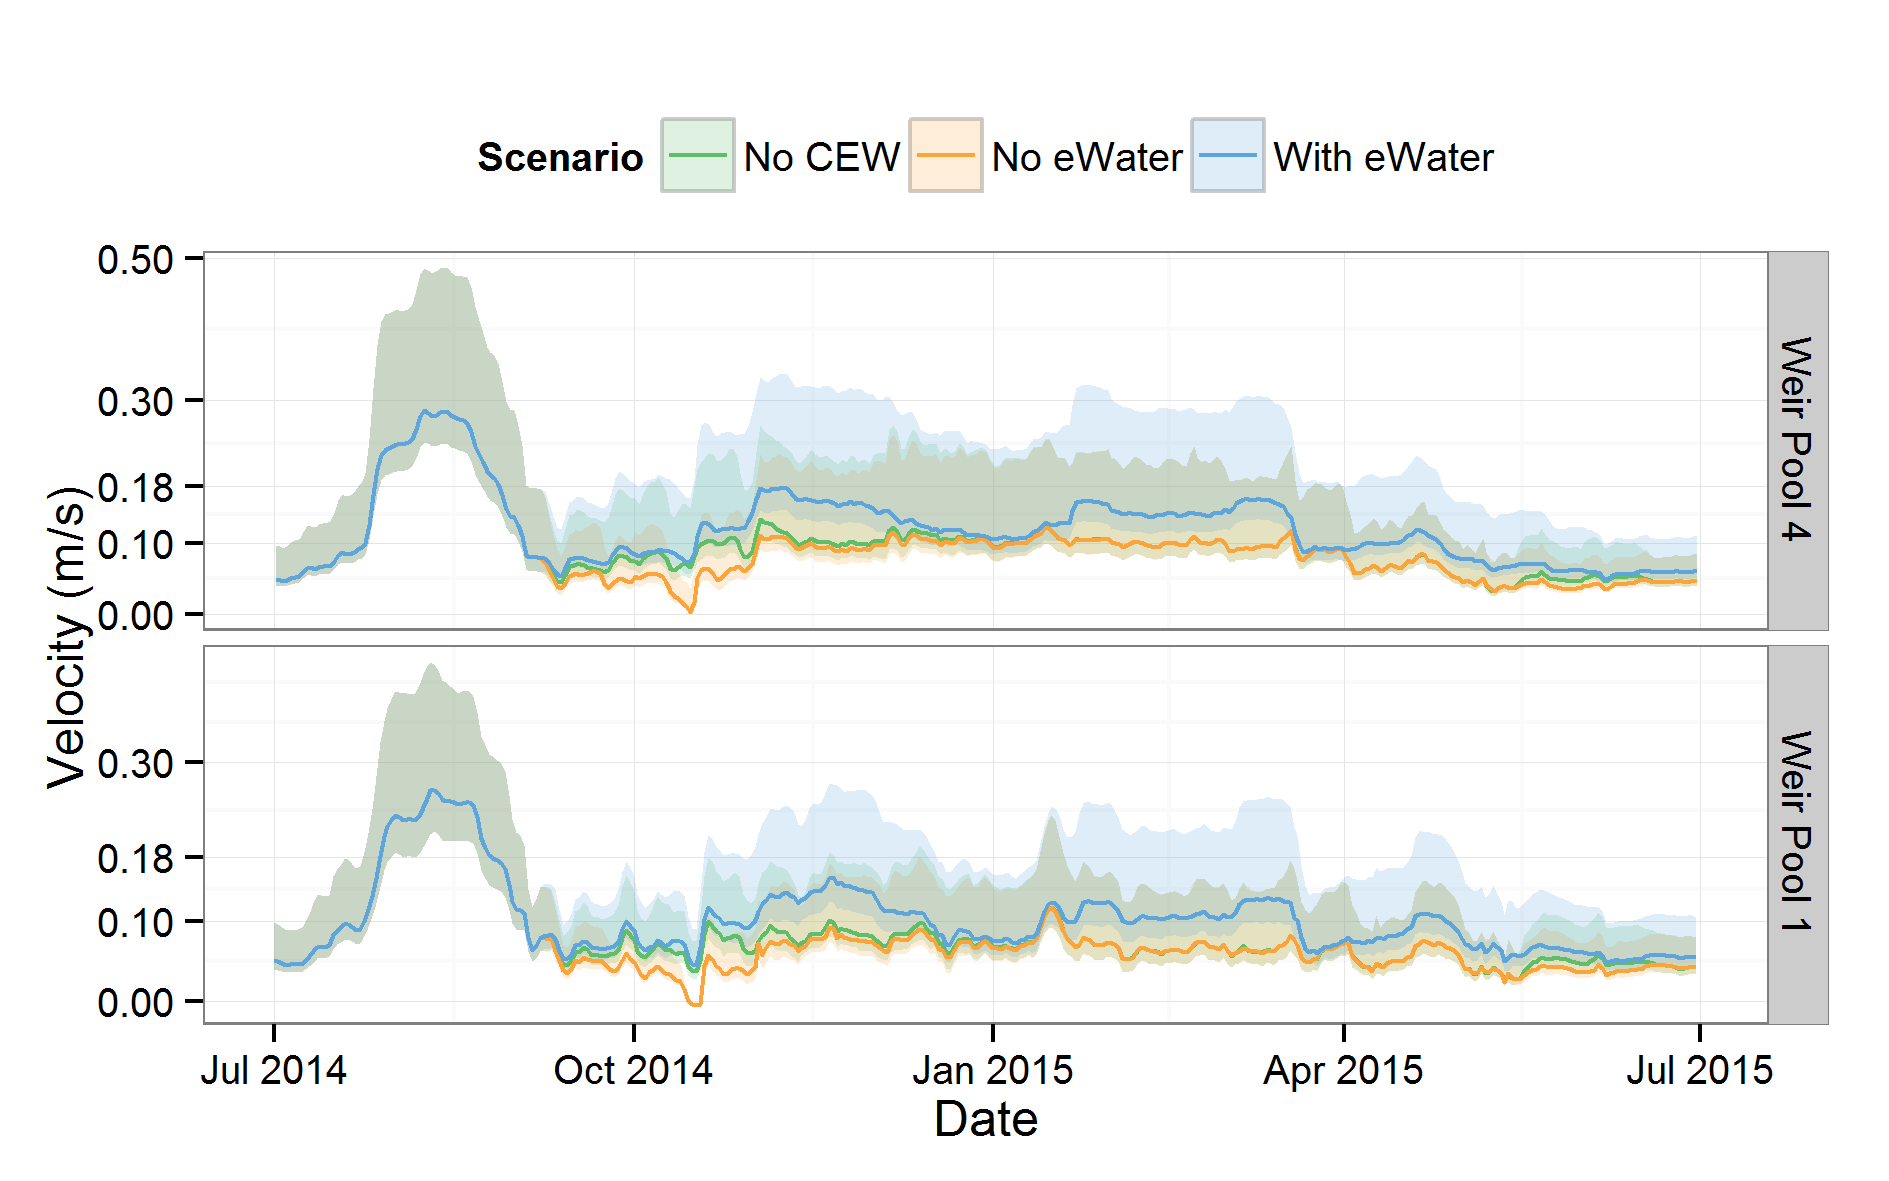 Scenario No CEW No eWater With eWater
Velocity (m/s)
0.50
0.30
0.18
0.10
0.00
Weir Pool 4
0.30
0.18
0.10
0.00
Weir Pool 1
Jul 2014 Oct 2014 Jan 2015 Apr 2015 Jul 2015
Date